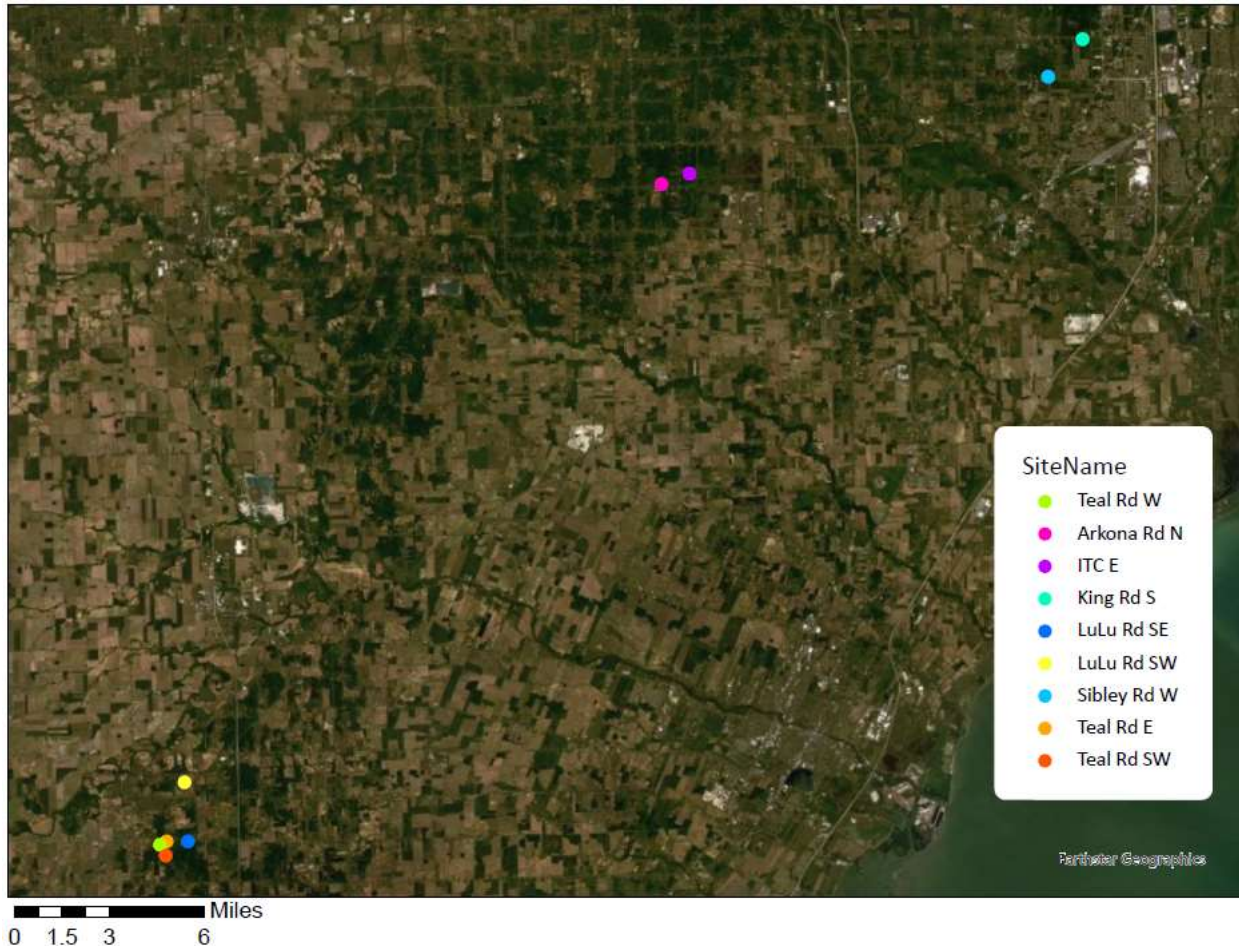 SiteName
Teal Rd W
Arkona Rd N
ITC E
King Rd S
LuLu Rd SE
LuLu Rd SW
Sibley Rd W
Teal Rd E
Teal Rd SW
Earthstar Geographics
Miles
0 1.5 3 6